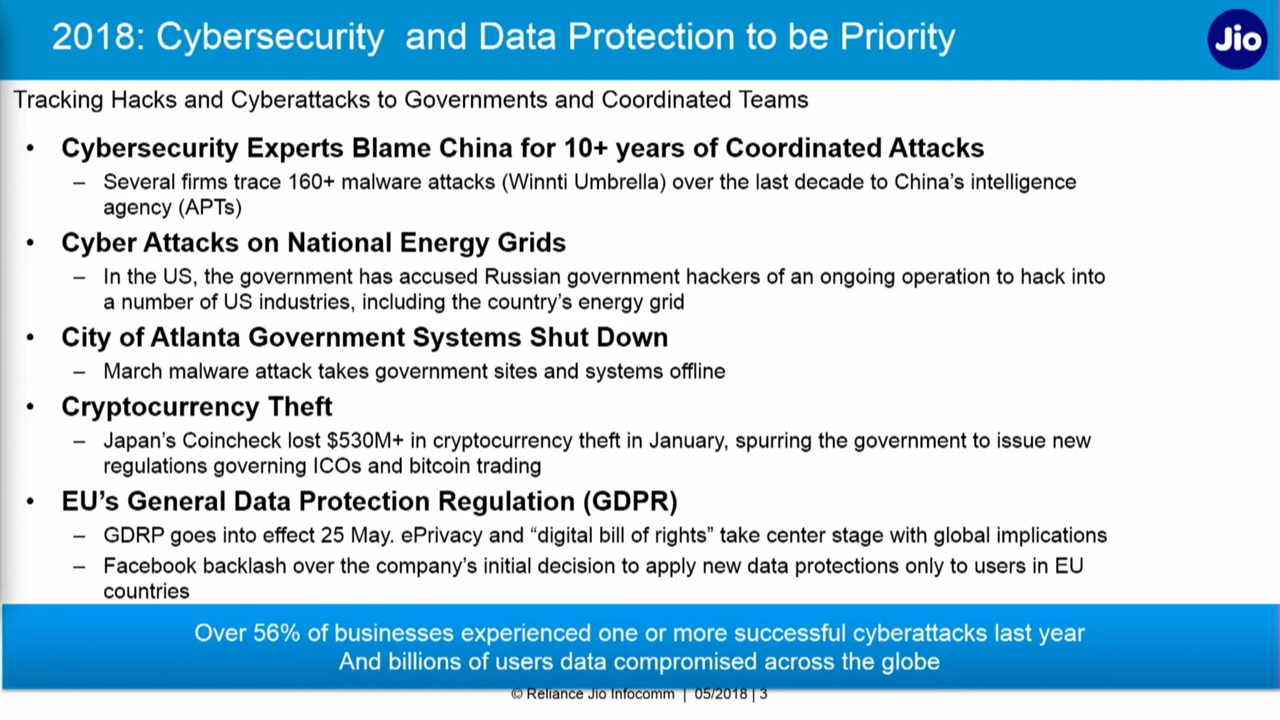 2018: Cybersecurity and Data Protection to be Priority
Jio
Tracking Hacks and Cyberattacks to Governments and Coordinated Teams
• Cybersecurity Experts Blame China for 10+ years of Coordinated Attacks
– Several firms trace 160+ malware attacks (Winnti Umbrella) over the last decade to China's intelligence
agency (APTs)
• Cyber Attacks on National Energy Grids
– In the US, the government has accused Russian government hackers of an ongoing operation to hack into
a number of US industries, including the country's energy grid
• City of Atlanta Government Systems Shut Down
– March malware attack takes government sites and systems offline
• Cryptocurrency Theft
– Japan's Coincheck lost $530M+ in cryptocurrency theft in January, spurring the government to issue new
regulations governing ICOs and bitcoin trading
• EU's General Data Protection Regulation (GDPR)
– GDRP goes into effect 25 May. ePrivacy and “digital bill of rights” take center stage with global implications
– Facebook backlash over the company's initial decision to apply new data protections only to users in EU
countries
Over 56% of businesses experienced one or more successful cyberattacks last year
And billions of users data compromised across the globe
© Reliance Jio Infocomm | 05/2018 | 3